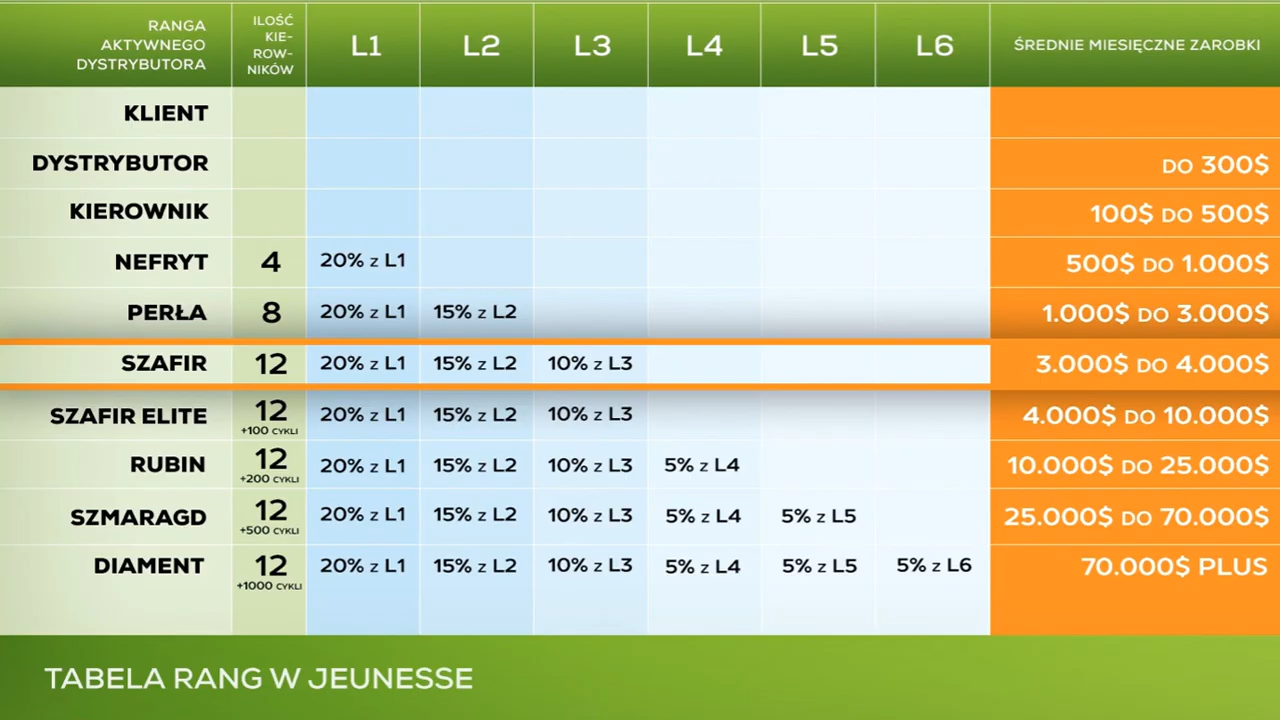 RANGA
AKTYWNEGO
DYSTRYBUTORA
ILOŚĆ
KIE-
ROW-
NIKÓW
L1 L2 L3 L4 L5 L6 ŚREDNIE MIESIĘCZNE ZAROBKI
KLIENT
DYSTRYBUTOR DO 300$
KIEROWNIK 100$ DO 500$
NEFRYT 4 20% z L1 500$ DO 1.000$
PERŁA 8 20% z L1 15% z L2 1.000$ DO 3.000$
SZAFIR 12 20% z L1 15% z L2 10% z L3 3.000$ DO 4.000$
SZAFIR ELITE 12 20% z L1 15% z L2 10% z L3 4.000$ DO 10.000$
+100 CYKLI
RUBIN 12 20% z L1 15% z L2 10% z L3 5% z L4 10.000$ DO 25.000$
+200 CYKLI
SZMARAGD 12 20% z L1 15% z L2 10% z L3 5% z L4 5% z L5 25.000$ DO 70.000$
+500 CYKLI
DIAMENT 12 20% z L1 15% z L2 10% z L3 5% z L4 5% z L5 5% z L6 70.000$ PLUS
+1000 CYKLI
TABELA RANG W JEUNESSE